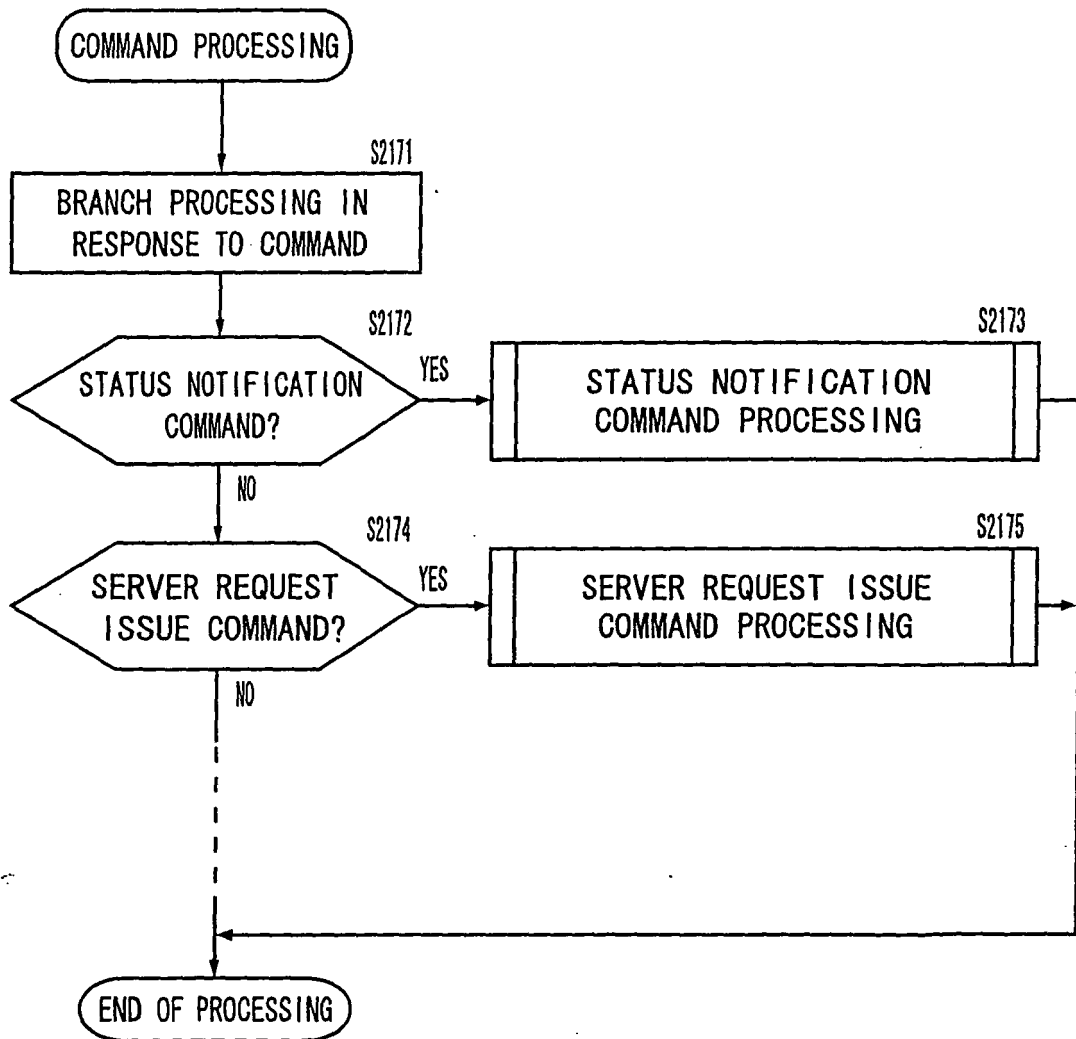 COMMAND PROCESSING
S2171
BRANCH PROCESSING IN
RESPONSE TO COMMAND
S2172
STATUS NOTIFICATION
COMMAND?
YES
S2173
STATUS NOTIFICATION
COMMAND PROCESSING
NO
S2174
SERVER REQUEST
ISSUE COMMAND?
YES
S2175
SERVER REQUEST ISSUE
COMMAND PROCESSING
NO
END OF PROCESSING